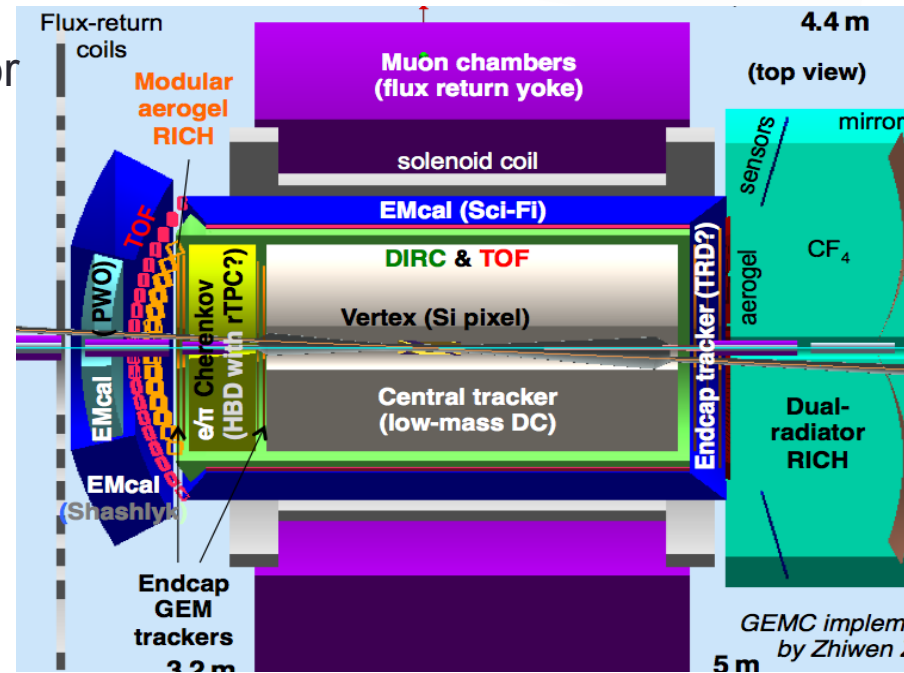 Flux-return
coils
or
Modular
aerogel
RICH
Muon chambers
(flux return yoke)
4.4 m
(top view)
solenoid coil
sensors
mirror
EMcal (Sci-Fi)
TOF
DIRC & TOF
aerogel
CF4
(PWO)
EMcal
e/π Cherenkov
(HBD with rTPC?)
Vertex (Si pixel)
Central tracker
(low-mass DC)
Endcap tracker (TRD?)
Dual-
radiator
RICH
EMcal
(Shashlyk)
Endcap
GEM
trackers
3.2 m
GEMC implem
by Zhiwen
5 m